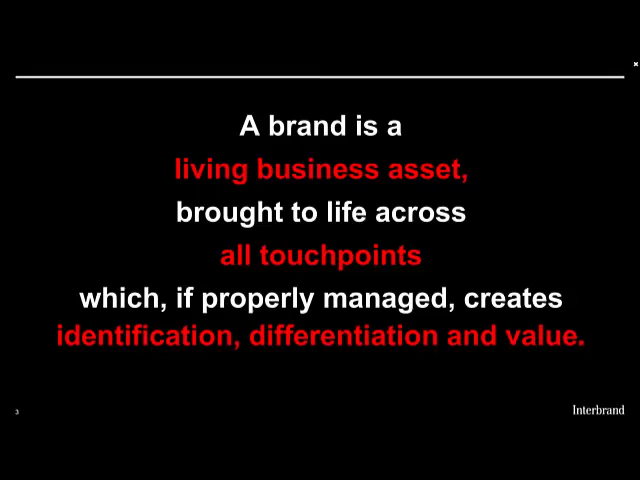 A brand is a
living business asset,
brought to life across
all touchpoints
which, if properly managed, creates
identification, differentiation and value.
3
Interbrand